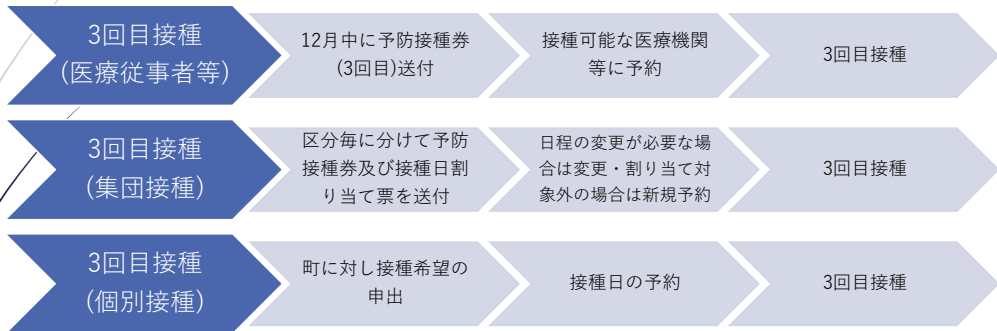 3回目接種
(医療従事者等)
12月中に予防接種券
(3回目)送付
接種可能な医療機関
等に予約
3回目接種
3回目接種
(集団接種)
区分毎に分けて予防
接種券及び接種日割
り当て票を送付
日程の変更が必要な場
合は変更・割り当て対
象外の場合は新規予約
3回目接種
3回目接種
(個別接種)
町に対し接種希望の
申出
接種日の予約
3回目接種